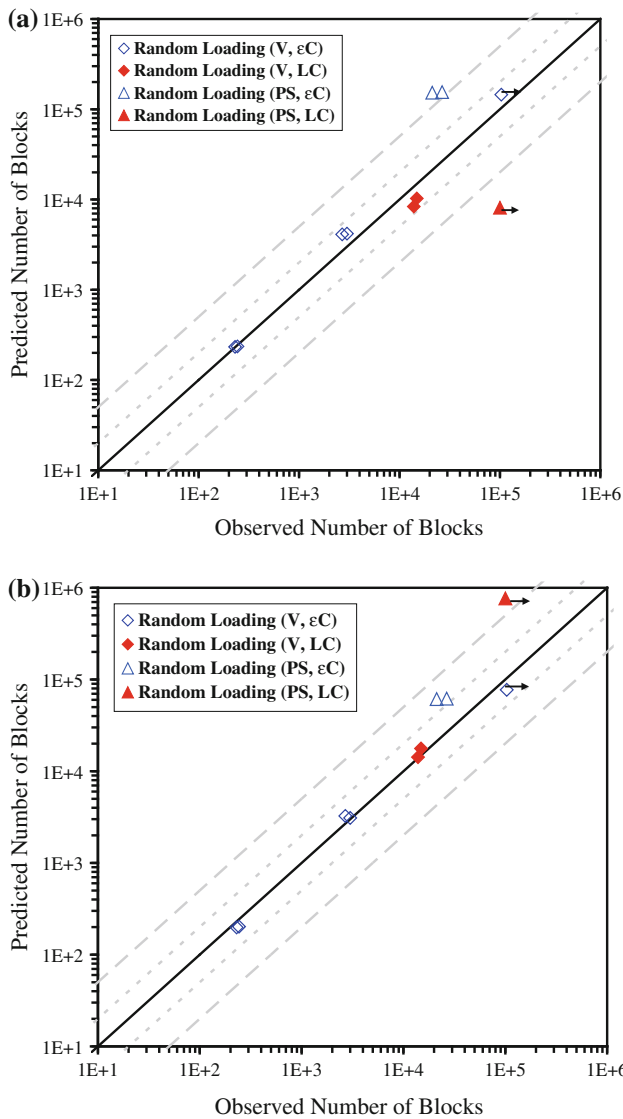 (a)
1E+6
Random Loading (V, εC)
Random Loading (V, LC)
Random Loading (PS, εC)
Random Loading (PS, LC)
1E+5
1E+4
1E+3
1E+2
1E+1
Predicted Number of Blocks
1E+1 1E+2 1E+3 1E+4 1E+5 1E+6
Observed Number of Blocks
(b)
1E+6
Random Loading (V, εC)
Random Loading (V, LC)
Random Loading (PS, εC)
Random Loading (PS, LC)
1E+5
1E+4
1E+3
1E+2
1E+1
Predicted Number of Blocks
1E+1 1E+2 1E+3 1E+4 1E+5 1E+6
Observed Number of Blocks